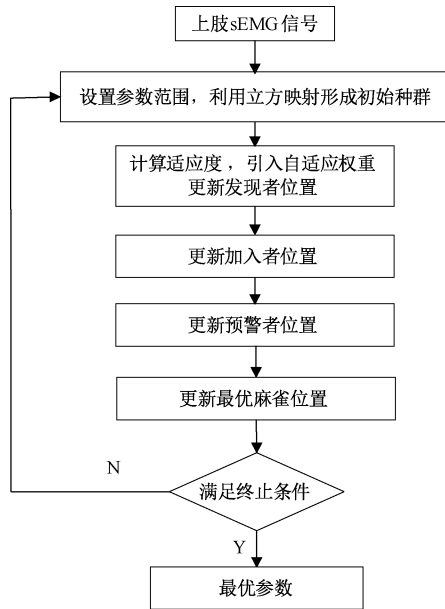 上肢sEMG信号
设置参数范围，利用立方映射形成初始种群
计算适应度，引入自适应权重
更新发现者位置
更新加入者位置
更新预警者位置
更新最优麻雀位置
N
满足终止条件
Y
最优参数